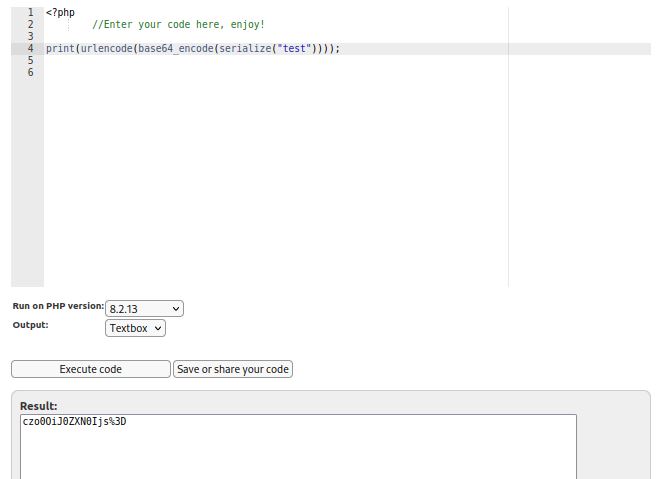 1 <?php
2 //Enter your code here, enjoy!
3
4 print(urlencode(base64_encode(serialize("test"))));
5
6
Run on PHP version: 8.2.13
Output: Textbox
Execute code Save or share your code
Result:
czo0OiJ0ZXN0Ijs%3D